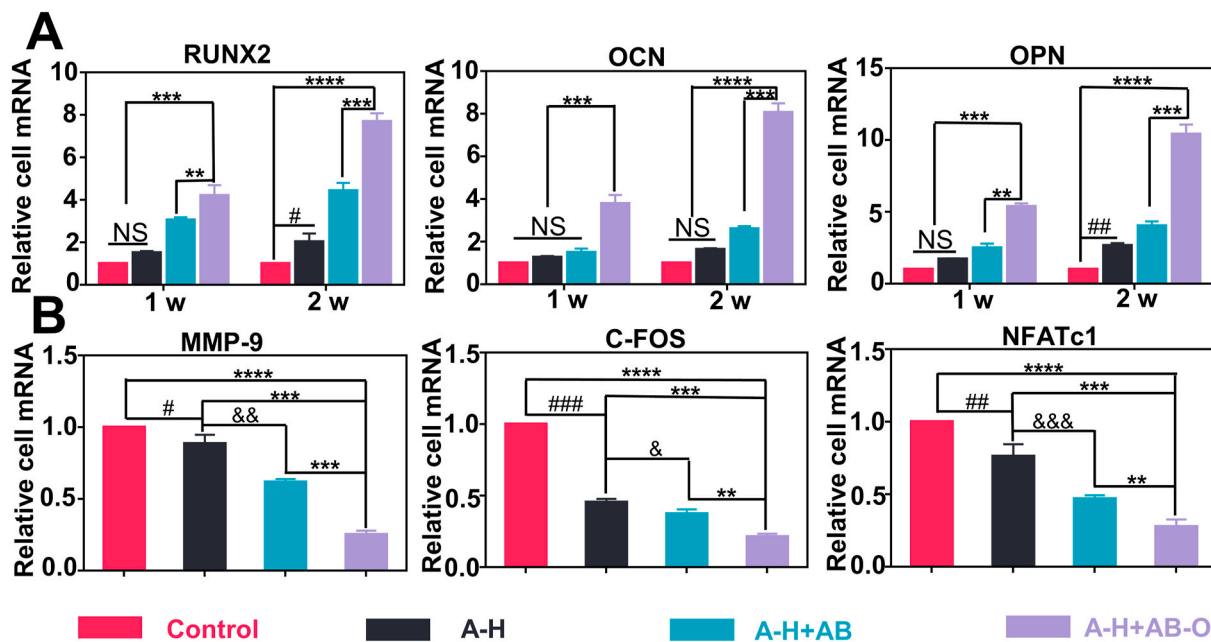 A
RUNX2
OCN
OPN
Relative cell mRNA
10
8
6
4
2
0
***
****
***
**
#
NS
1 w
2 w
Relative cell mRNA
10
8
6
4
2
0
***
****
***
NS
NS
1 w
2 w
Relative cell mRNA
15
10
5
0
***
****
***
**
##
NS
1 w
2 w
B
MMP-9
C-FOS
NFATc1
Relative cell mRNA
1.5
1.0
0.5
0.0
****
***
#
&&
***
Relative cell mRNA
1.5
1.0
0.5
0.0
****
***
###
&
**
Relative cell mRNA
1.5
1.0
0.5
0.0
****
***
##
&&&
**
Control
A-H
A-H+AB
A-H+AB-O